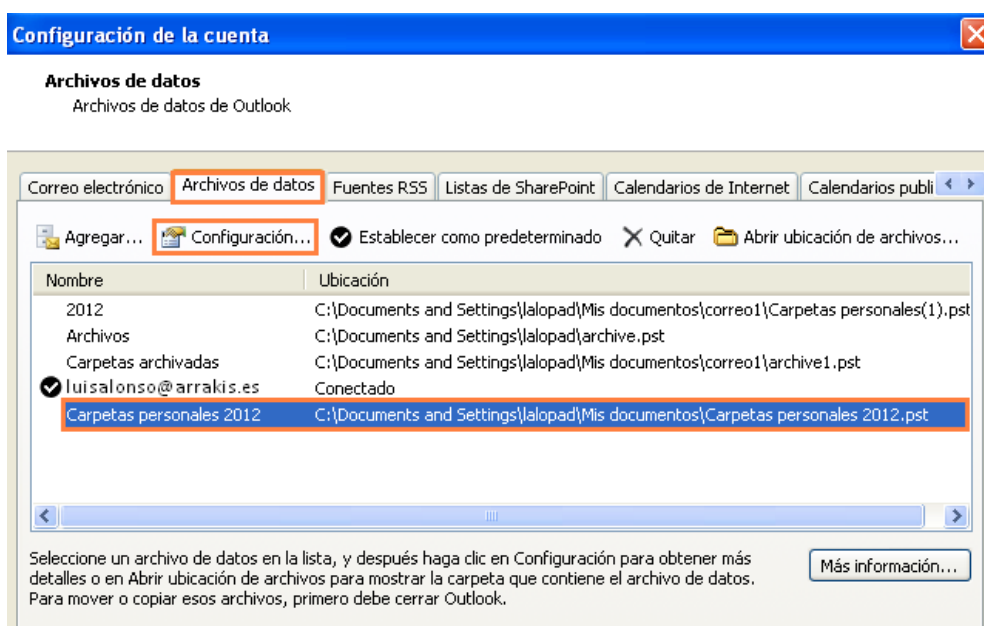 Configuración de la cuenta
Archivos de datos
Archivos de datos de Outlook
Correo electrónico Archivos de datos Fuentes RSS Listas de SharePoint Calendarios de Internet Calendarios publi
Agregar... Configuración... Establecer como predeterminado Quitar Abrir ubicación de archivos...
Nombre Ubicación
2012 C:\Documents and Settings\lalopad\Mis documentos\correo1\Carpetas personales(1).pst
Archivos C:\Documents and Settings\lalopad\archive.pst
Carpetas archivadas C:\Documents and Settings\lalopad\Mis documentos\correo1\archive1.pst
luisalonso@arrakis.es Conectado
Carpetas personales 2012 C:\Documents and Settings\lalopad\Mis documentos\Carpetas personales 2012.pst
Seleccione un archivo de datos en la lista, y después haga clic en Configuración para obtener más
detalles o en Abrir ubicación de archivos para mostrar la carpeta que contiene el archivo de datos.
Para mover o copiar esos archivos, primero debe cerrar Outlook.
Más información...